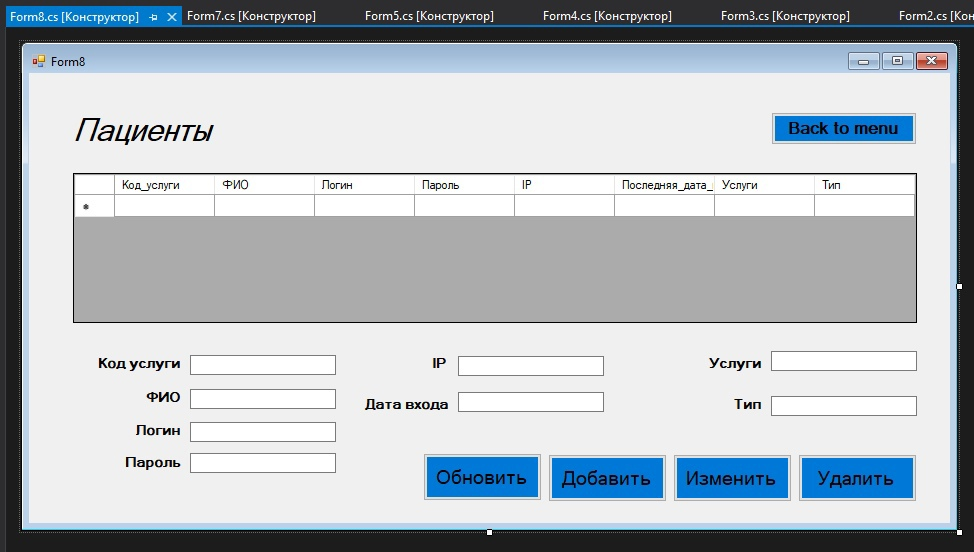 Form8.cs [Конструктор] Form7.cs [Конструктор] Form5.cs [Конструктор] Form4.cs [Конструктор] Form3.cs [Конструктор] Form2.cs [Кон
Form8
Пациенты
Back to menu
Код_услуги ФИО Логин Пароль IP Последняя_дата_ Услуги Тип
Код услуги
ФИО
Логин
Пароль
IP
Дата входа
Услуги
Тип
Обновить Добавить Изменить Удалить